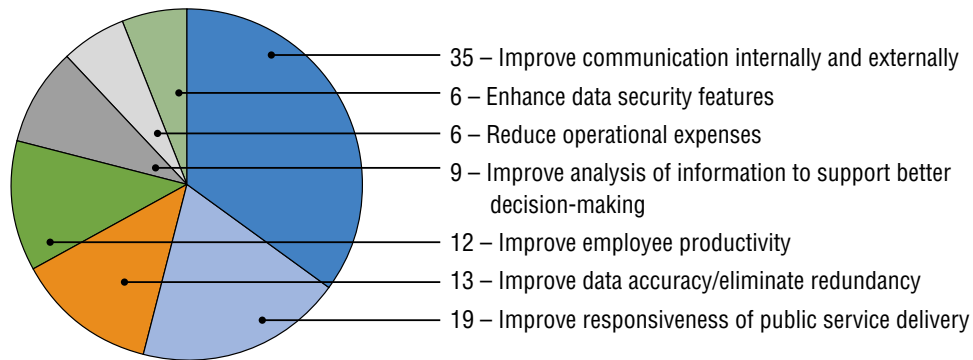 35 – Improve communication internally and externally
6 – Enhance data security features
6 – Reduce operational expenses
9 – Improve analysis of information to support better
decision-making
12 – Improve employee productivity
13 – Improve data accuracy/eliminate redundancy
19 – Improve responsiveness of public service delivery